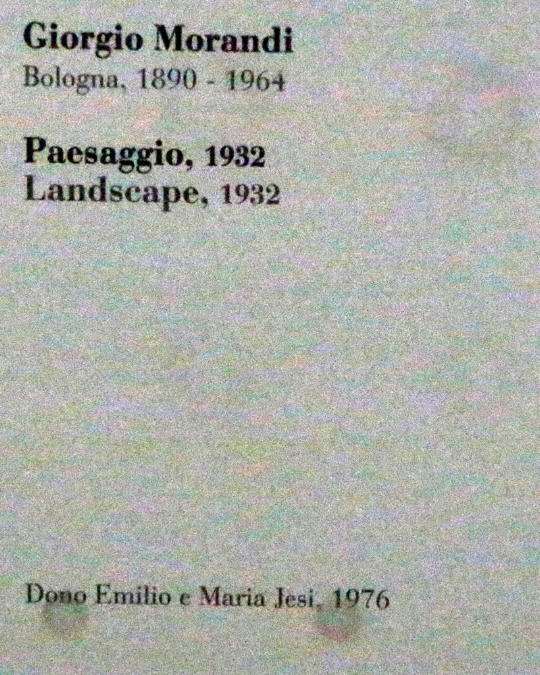 Giorgio Morandi
Bologna, 1890 - 1964
Paesaggio, 1932
Landscape, 1932
Dono Emilio e Maria Jesi, 1976